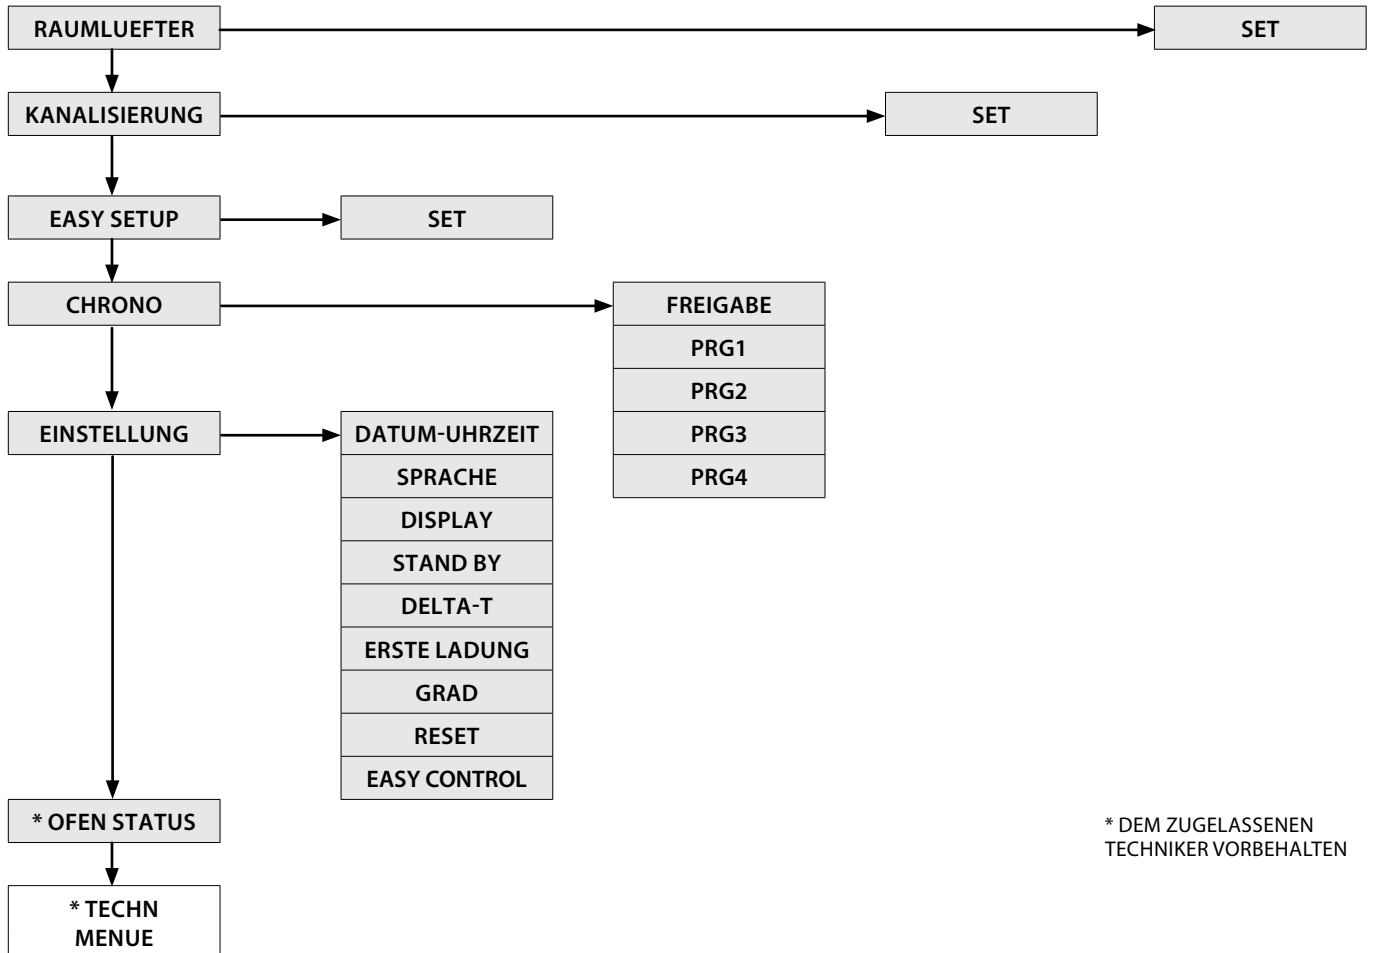 RAUMLUEFTER
SET
KANALISIERUNG
SET
EASY SETUP
SET
CHRONO
FREIGABE
PRG1
PRG2
PRG3
PRG4
EINSTELLUNG
DATUM-UHRZEIT
SPRACHE
DISPLAY
STAND BY
DELTA-T
ERSTE LADUNG
GRAD
RESET
EASY CONTROL
* OFEN STATUS
* TECHN
MENUE
* DEM ZUGELASSENEN
TECHNIKER VORBEHALTEN